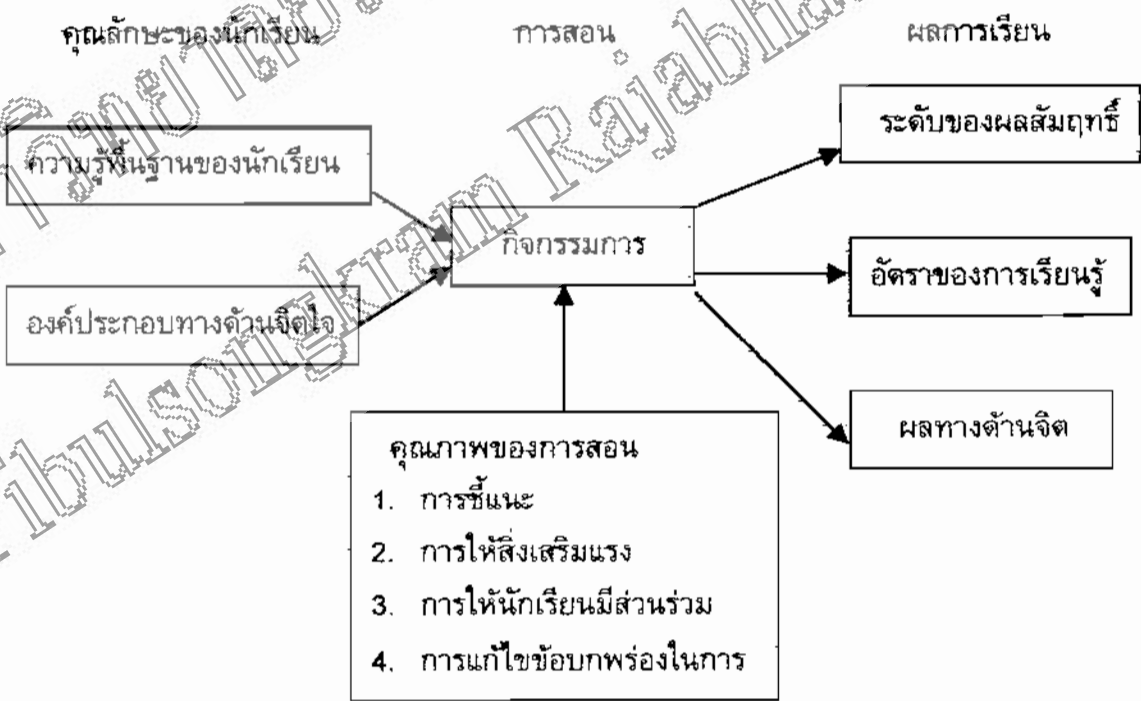 คุณลักษะของนักเรียน
การสอน
ผลการเรียน
ความรู้พื้นฐานของนักเรียน
องค์ประกอบทางด้านจิตใจ
กิจกรรมการ
ระดับของผลสัมฤทธิ์
อัตราของการเรียนรู้
ผลทางด้านจิต
คุณภาพของการสอน
1. การชี้แนะ
2. การให้สิ่งเสริมแรง
3. การให้นักเรียนมีส่วนร่วม
4. การแก้ไขข้อบกพร่องในการ